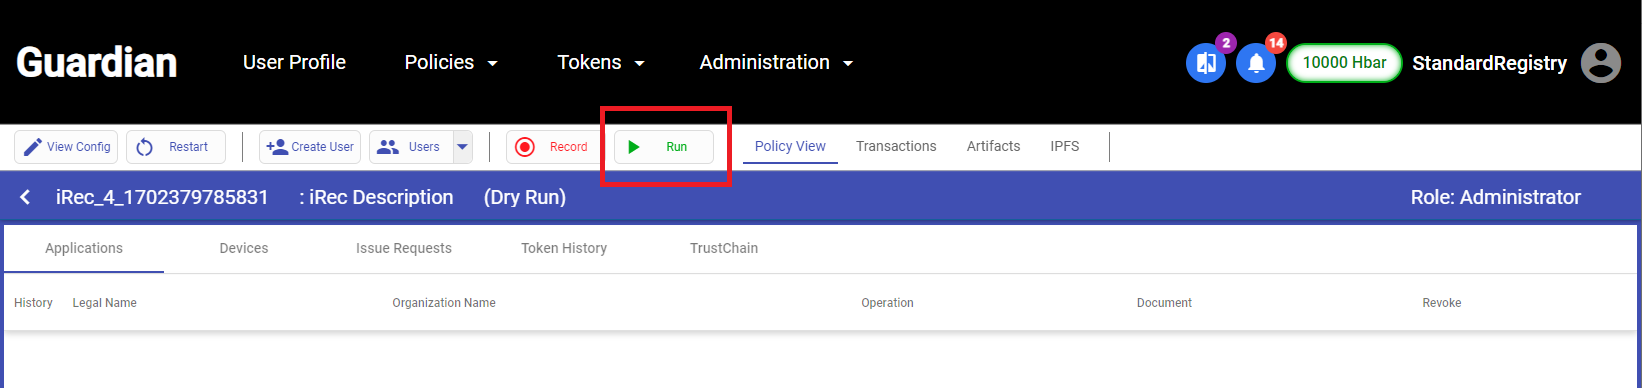 Guardian User Profile Policies Tokens Administration 2 14 10000 Hbar StandardRegistry
View Config Restart Create User Users Record Run Policy View Transactions Artifacts IPFS
iRec_4_1702379785831 : iRec Description (Dry Run) Role: Administrator
Applications Devices Issue Requests Token History TrustChain
History Legal Name Organization Name Operation Document Revoke